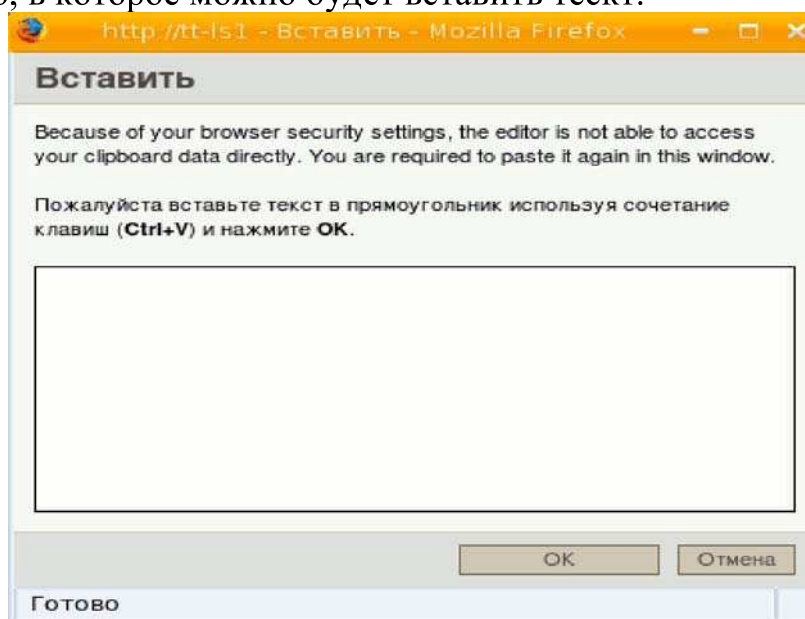 , в которое можно будет вставить теект.
http://tt-ls1 - Вставить - Mozilla Firefox
Вставить
Because of your browser security settings, the editor is not able to access
your clipboard data directly. You are required to paste it again in this window.
Пожалуйста вставьте текст в прямоугольник используя сочетание
клавиш (Ctrl+V) и нажмите OK.
OK
Отмена
Готово